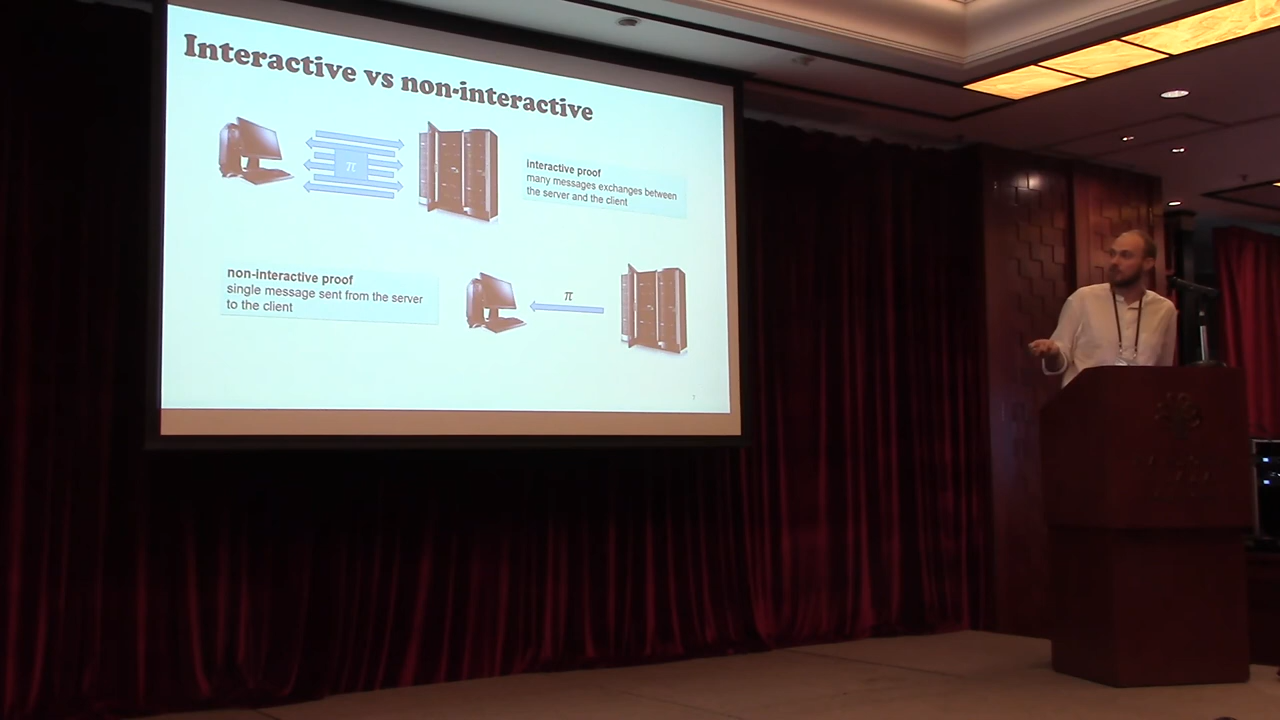 Interactive vs non-interactive
π
interactive proof
many messages exchanges between
the server and the client
non-interactive proof
single message sent from the server
to the client
π
7